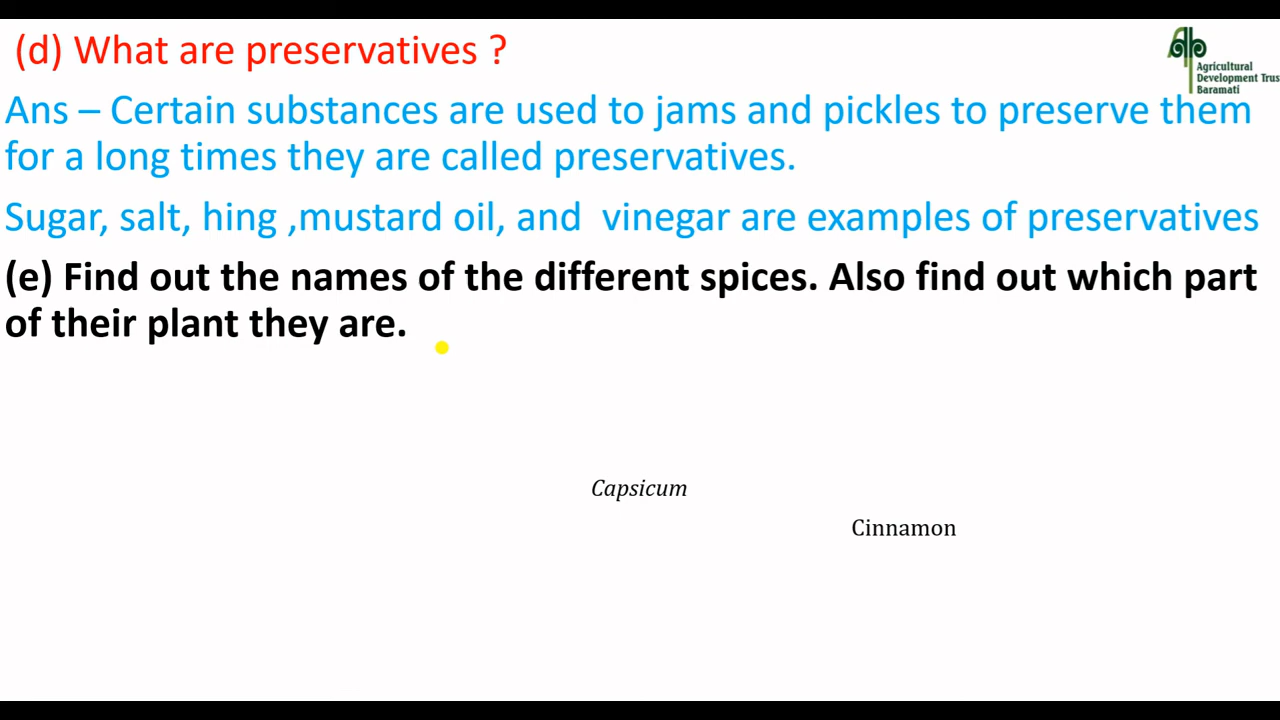 (d) What are preservatives ?
Agricultural
Development Trus
Baramati
Ans – Certain substances are used to jams and pickles to preserve them
for a long times they are called preservatives.
Sugar, salt, hing ,mustard oil, and vinegar are examples of preservatives
(e) Find out the names of the different spices. Also find out which part
of their plant they are.
Capsicum
Cinnamon